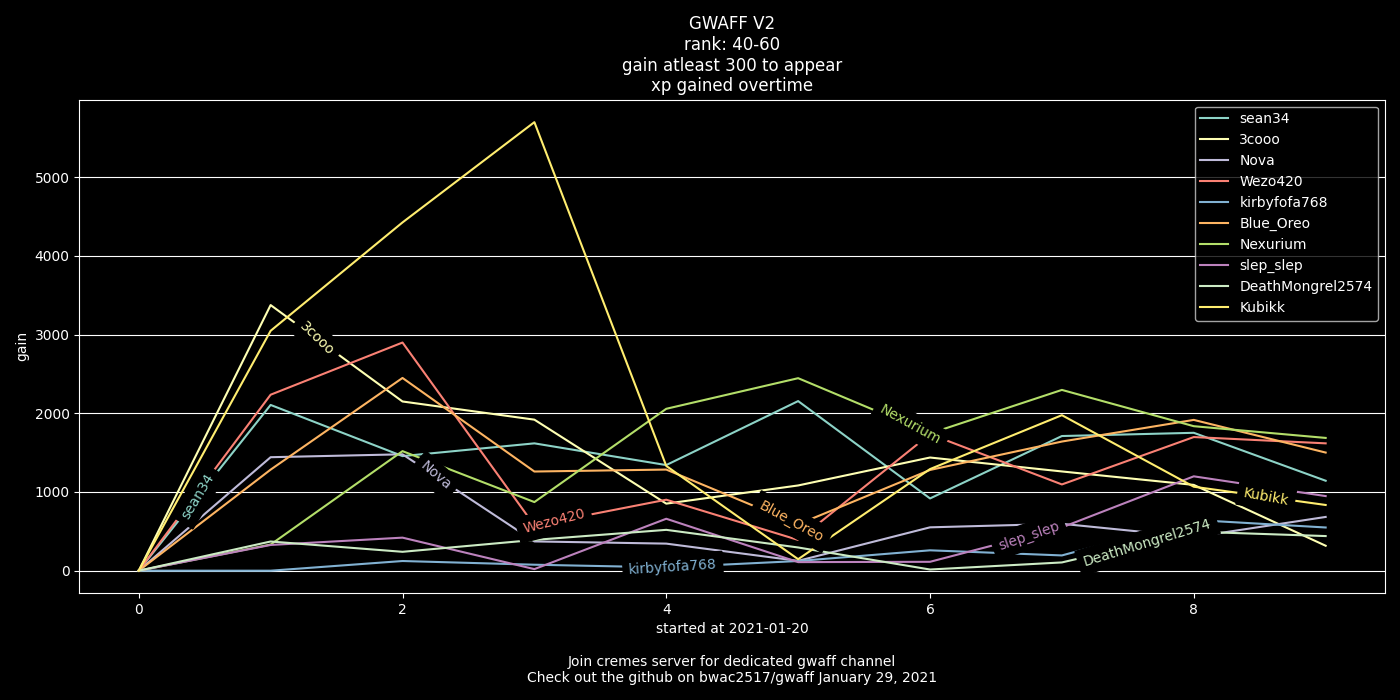 GWAFF V2
rank: 40-60
gain atleast 300 to appear
xp gained overtime
sean34
3cooo
Nova
Wezo420
kirbyfofa768
Blue_Oreo
Nexurium
slep_slep
DeathMongrel2574
Kubikk
5000
4000
3000
2000
1000
0
gain
3cooo
Nexurium
Nova
sean34
Kubikk
Wezo420
Blue_Oreo
slep_slep
DeathMongrel2574
kirbyfofa768
0 2 4 6 8
started at 2021-01-20
Join cremes server for dedicated gwaff channel
Check out the github on bwac2517/gwaff January 29, 2021